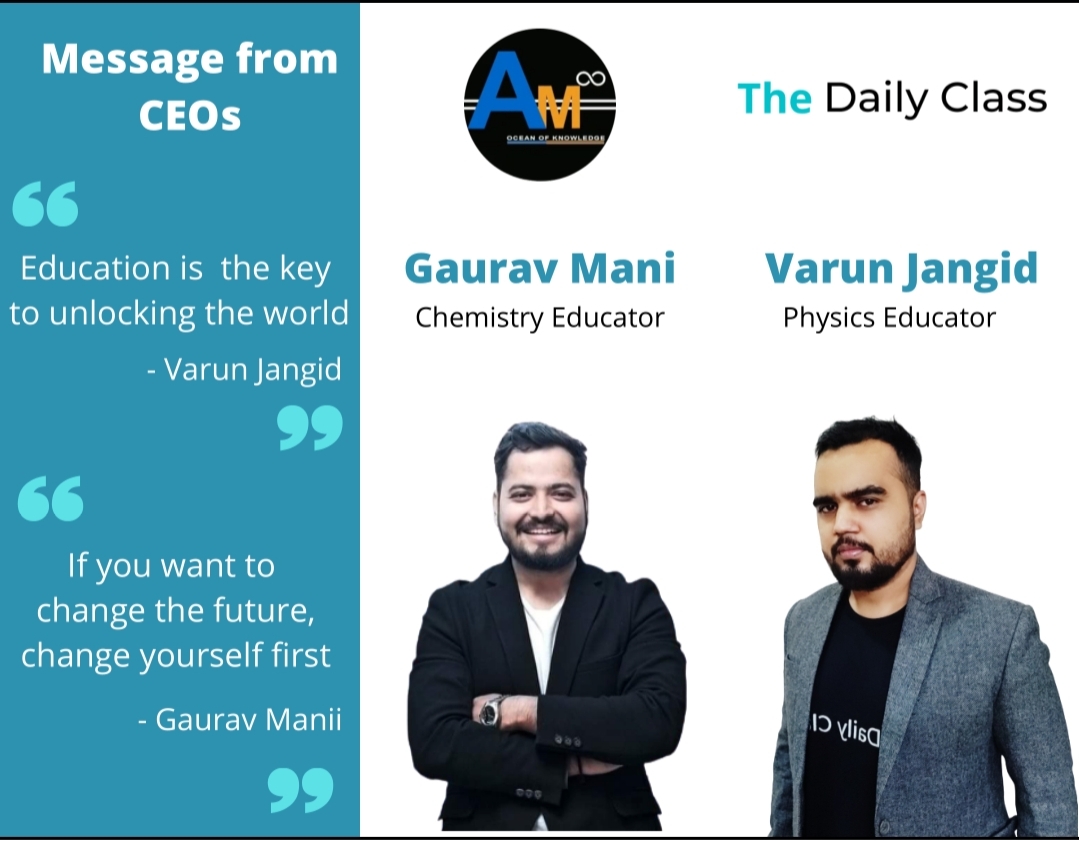 Message from
CEOs
Education is the key
to unlocking the world
- Varun Jangid
If you want to
change the future,
change yourself first
- Gaurav Manii
AM∞
OCEAN OF KNOWLEDGE
The Daily Class
Gaurav Mani
Chemistry Educator
Varun Jangid
Physics Educator
Daily Cl